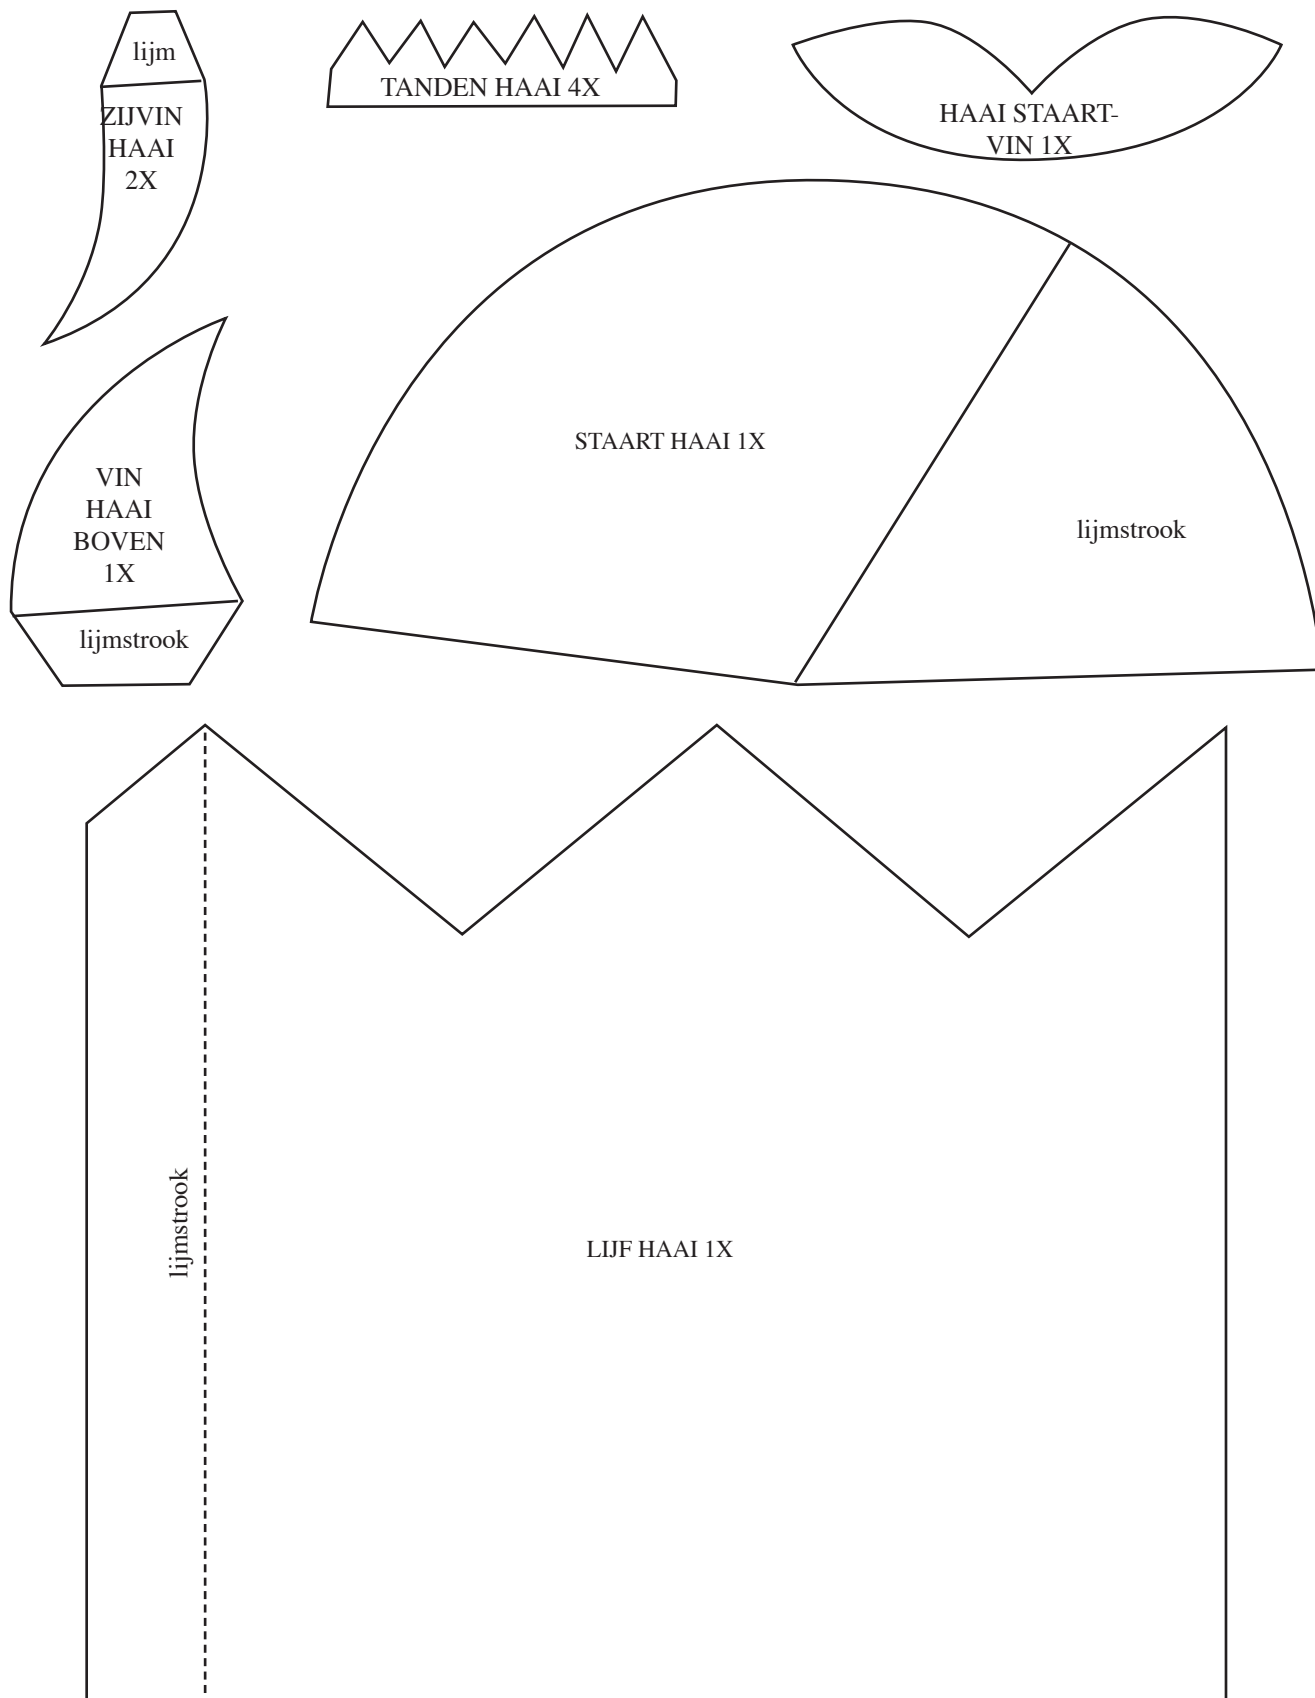 lijm
ZIJVIN
HAAI
2X
TANDEN HAAI 4X
HAAI STAART-
VIN 1X
STAART HAAI 1X
lijmstrook
VIN
HAAI
BOVEN
1X
lijmstrook
lijmstrook
LIJF HAAI 1X